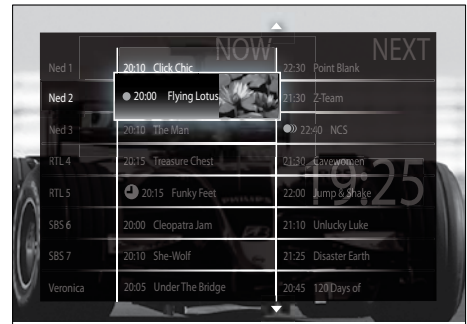 NOW NEXT
Ned 1 20:10 Click Chic 22:30 Point Blank
Ned 2 20:00 Flying Lotus 21:30 Z-Team
Ned 3 20:10 The Man 22:40 NCS
RTL 4 20:15 Treasure Chest 21:30 Cavewomen
19:25
RTL 5 20:15 Funky Feet 22:00 Jump & Shake
PHILIPS
SBS 6 20:00 Cleopatra Jam 21:10 Unlucky Luke
SBS 7 20:10 She-Wolf 21:25 Disaster Earth
Veronica 20:05 Under The Bridge 20:45 120 Days of